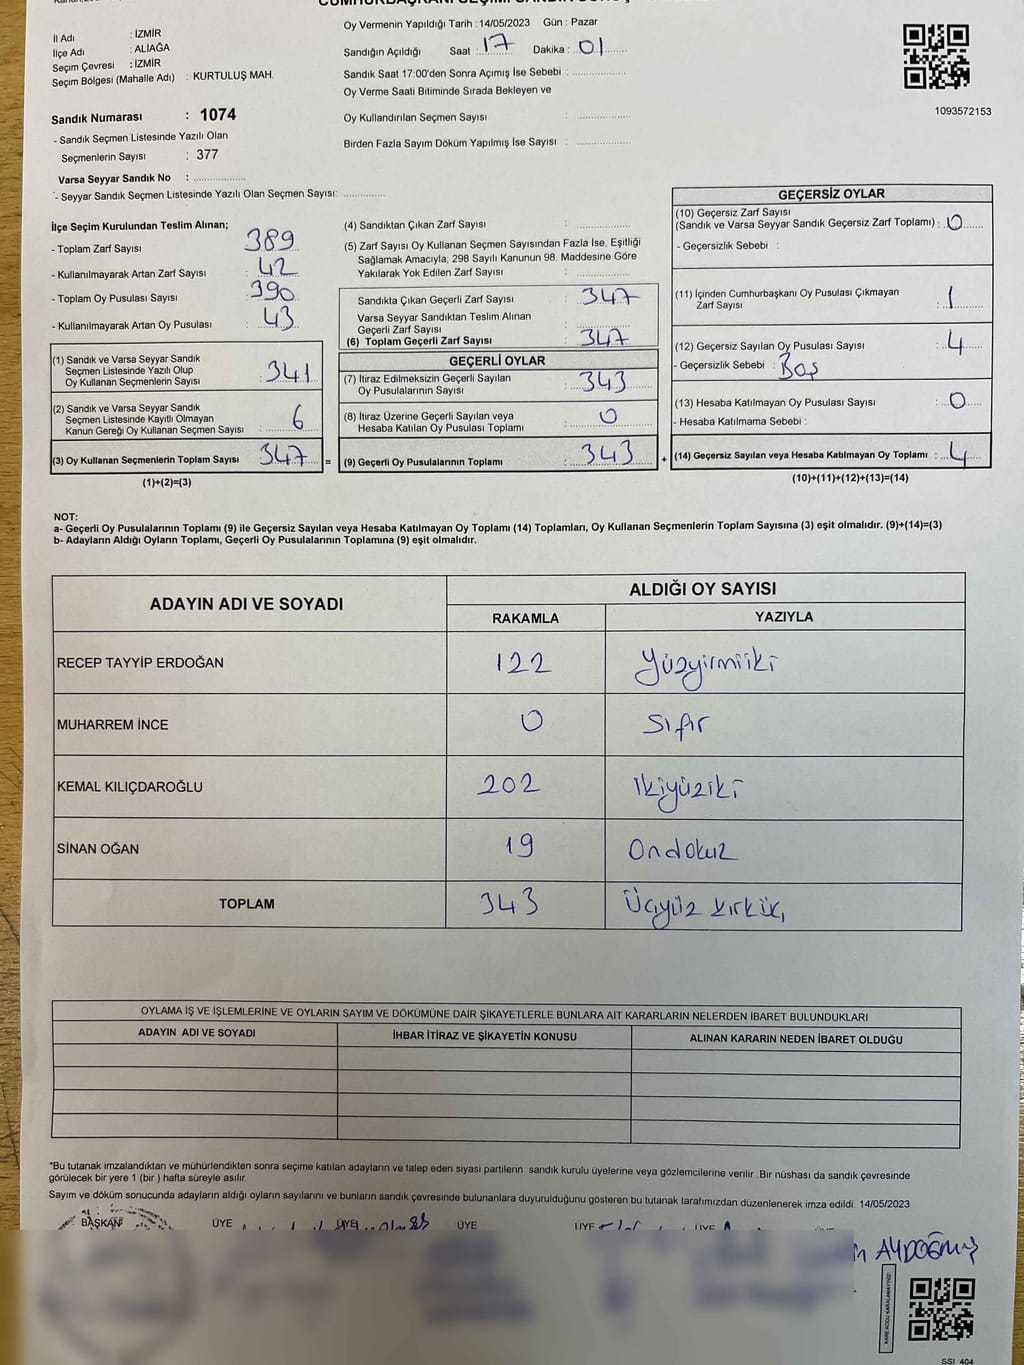 Oy Vermenin Yapıldığı Tarih : 14/05/2023 Gün : Pazar
İl Adı : İZMİR
İlçe Adı : ALİAĞA
Seçim Çevresi : İZMİR
Seçim Bölgesi (Mahalle Adı) : KURTULUŞ MAH.
Sandığın Açıldığı Saat : 17 Dakika : 01
Sandık Saat 17:00'den Sonra Açımış İse Sebebi :
Oy Verme Saati Bitiminde Sırada Bekleyen ve
Oy Kullandırılan Seçmen Sayısı :
Birden Fazla Sayım Döküm Yapılmış İse Sayısı :
1093572153
Sandık Numarası : 1074
- Sandık Seçmen Listesinde Yazılı Olan
Seçmenlerin Sayısı : 377
Varsa Seyyar Sandık No :
- Seyyar Sandık Seçmen Listesinde Yazılı Olan Seçmen Sayısı:
İlçe Seçim Kurulundan Teslim Alınan;
- Toplam Zarf Sayısı : 389
- Kullanılmayarak Artan Zarf Sayısı : 42
- Toplam Oy Pusulası Sayısı : 390
- Kullanılmayarak Artan Oy Pusulası : 43
(1) Sandık ve Varsa Seyyar Sandık
Seçmen Listesinde Yazılı Olup
Oy Kullanan Seçmenlerin Sayısı : 341
(2) Sandık ve Varsa Seyyar Sandık
Seçmen Listesinde Kayıtlı Olmayan
Kanun Gereği Oy Kullanan Seçmen Sayısı : 6
(3) Oy Kullanan Seçmenlerin Toplam Sayısı : 347
(1)+(2)=(3)
(4) Sandıktan Çıkan Zarf Sayısı :
(5) Zarf Sayısı Oy Kullanan Seçmen Sayısından Fazla İse, Eşitliği
Sağlamak Amacıyla, 298 Sayılı Kanunun 98. Maddesine Göre
Yakılarak Yok Edilen Zarf Sayısı :
Sandıkta Çıkan Geçerli Zarf Sayısı : 347
Varsa Seyyar Sandıktan Teslim Alınan
Geçerli Zarf Sayısı :
(6) Toplam Geçerli Zarf Sayısı : 347
GEÇERLİ OYLAR
(7) İtiraz Edilmeksizin Geçerli Sayılan
Oy Pusulalarının Sayısı : 343
(8) İtiraz Üzerine Geçerli Sayılan veya
Hesaba Katılan Oy Pusulası Toplamı : 0
= (9) Geçerli Oy Pusulalarının Toplamı : 343
GEÇERSİZ OYLAR
(10) Geçersiz Zarf Sayısı
(Sandık ve Varsa Seyyar Sandık Geçersiz Zarf Toplamı) : 0
- Geçersizlik Sebebi :
(11) İçinden Cumhurbaşkanı Oy Pusulası Çıkmayan
Zarf Sayısı : 1
(12) Geçersiz Sayılan Oy Pusulası Sayısı : 4
- Geçersizlik Sebebi : Boş
(13) Hesaba Katılmayan Oy Pusulası Sayısı : 0
- Hesaba Katılmama Sebebi :
+ (14) Geçersiz Sayılan veya Hesaba Katılmayan Oy Toplamı : 4
(10)+(11)+(12)+(13)=(14)
NOT:
a- Geçerli Oy Pusulalarının Toplamı (9) ile Geçersiz Sayılan veya Hesaba Katılmayan Oy Toplamı (14) Toplamları, Oy Kullanan Seçmenlerin Toplam Sayısına (3) eşit olmalıdır. (9)+(14)=(3)
b- Adayların Aldığı Oyların Toplamı, Geçerli Oy Pusulalarının Toplamına (9) eşit olmalıdır.
ADAYIN ADI VE SOYADI
ALDIĞI OY SAYISI
RAKAMLA YAZIYLA
RECEP TAYYİP ERDOĞAN 122 Yüzyirmiiki
MUHARREM İNCE 0 Sıfır
KEMAL KILIÇDAROĞLU 202 İkiyüziki
SİNAN OĞAN 19 Ondokuz
TOPLAM 343 Üçyüz kırküç
OYLAMA İŞ VE İŞLEMLERİNE VE OYLARIN SAYIM VE DÖKÜMÜNE DAİR ŞİKAYETLERLE BUNLARA AİT KARARLARIN NELERDEN İBARET BULUNDUKLARI
ADAYIN ADI VE SOYADI İHBAR İTİRAZ VE ŞİKAYETİN KONUSU ALINAN KARARIN NEDEN İBARET OLDUĞU
*Bu tutanak imzalandıktan ve mühürlendikten sonra seçime katılan adayların ve talep eden siyasi partilerin sandık kurulu üyelerine veya gözlemcilerine verilir. Bir nüshası da sandık çevresinde
görülecek bir yere 1 (bir ) hafta süreyle asılır.
Sayım ve döküm sonucunda adayların aldığı oyların sayılarını ve bunların sandık çevresinde bulunanlara duyurulduğunu gösteren bu tutanak tarafımızdan düzenlenerek imza edildi. 14/05/2023
BAŞKAN ÜYE ÜYE ÜYE ÜYE ÜYE
AYDOĞMUŞ
KARE KODU KARALAMAYINIZ!
SSI 404